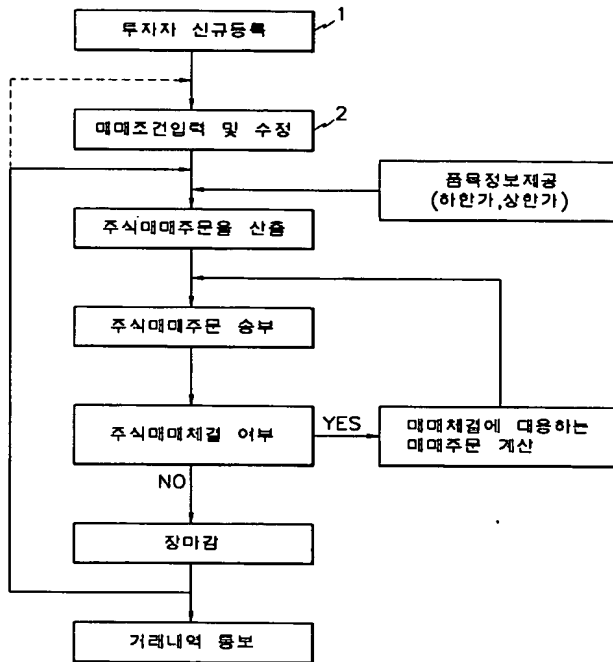 투자자 신규등록
1
매매조건입력 및 수정
2
품목정보제공
(하한가,상한가)
주식매매주문을 산출
주식매매주문 송부
주식매매체결 여부
YES
매매체결에 대응하는
매매주문 계산
NO
장마감
거래내역 통보